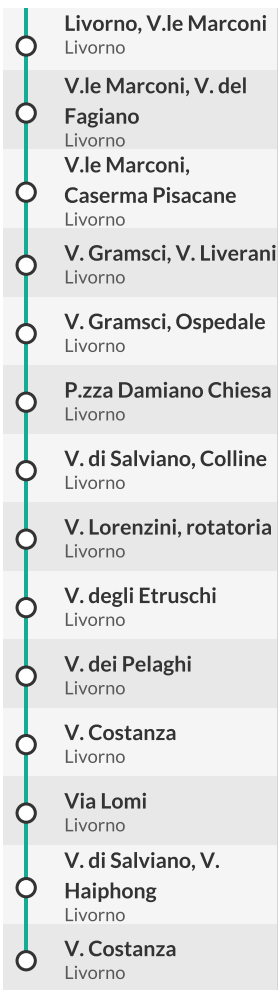 Livorno, V.le Marconi
Livorno
V.le Marconi, V. del
Fagiano
Livorno
V.le Marconi,
Caserma Pisacane
Livorno
V. Gramsci, V. Liverani
Livorno
V. Gramsci, Ospedale
Livorno
P.zza Damiano Chiesa
Livorno
V. di Salviano, Colline
Livorno
V. Lorenzini, rotatoria
Livorno
V. degli Etruschi
Livorno
V. dei Pelaghi
Livorno
V. Costanza
Livorno
Via Lomi
Livorno
V. di Salviano, V.
Haiphong
Livorno
V. Costanza
Livorno